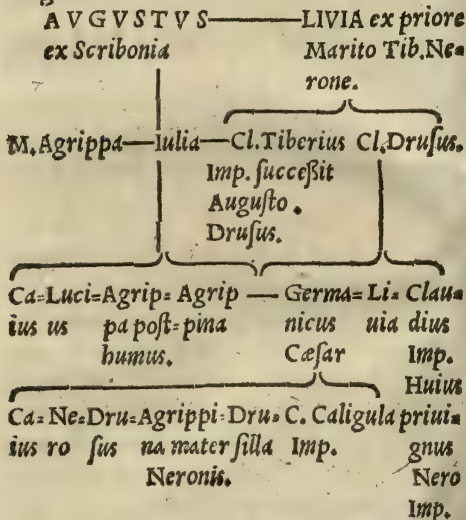 AVGVSTVS LIVIA ex priore
ex Scribonia Marito Tib.Ne=
rone.
M.Agrippa Iulia Cl.Tiberius Cl.Druſus.
Imp. ſucceßit
Auguſto.
Druſus.
Ca=Luci=Agrip= Agrip Germa= Li= Clau=
ius us pa poſt= pina nicus uia dius
humus. Cæſar Imp.
Huius
Ca= Ne=Dru=Agrippi=Dru= C. Caligula priui=
ius ro ſus na mater ſilla Imp. gnus
Neronis. Nero
Imp.